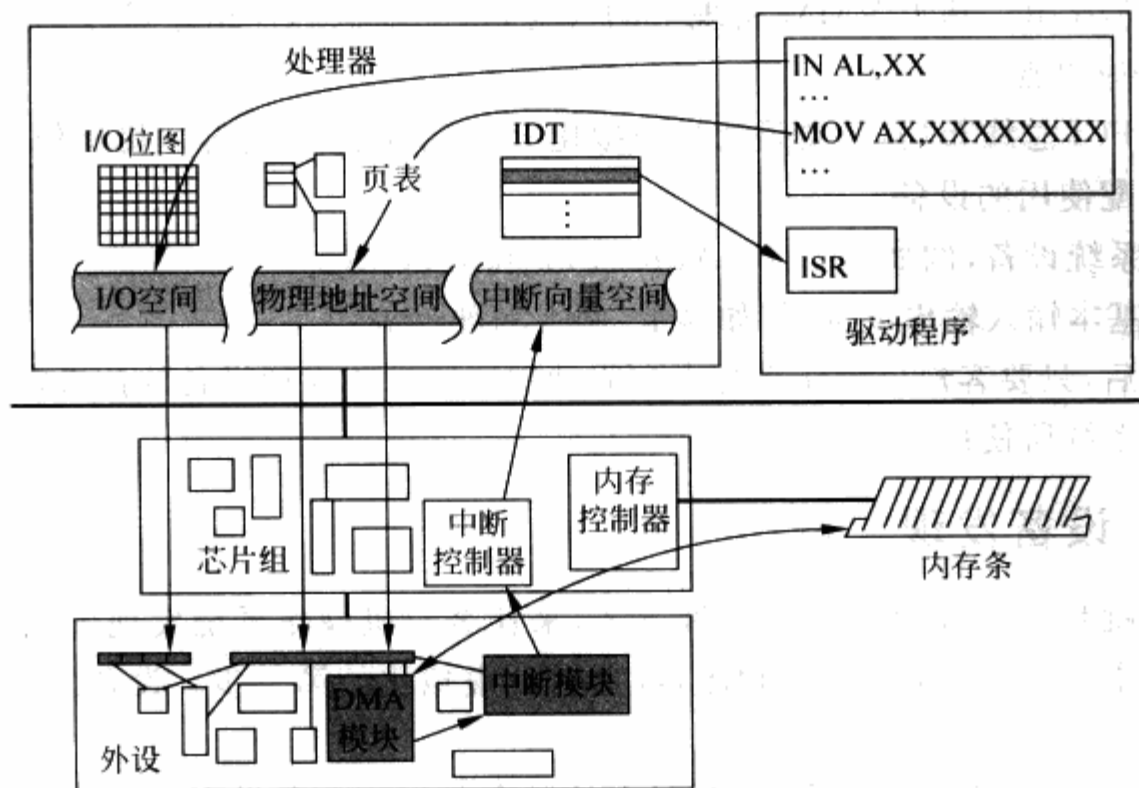 处理器
IN AL,XX
…
MOV AX,XXXXXXXX
…
I/O位图
页表
IDT
⋮
ISR
I/O空间
物理地址空间
中断向量空间
驱动程序
芯片组
中断
控制器
内存
控制器
内存条
DMA
模块
中断模块
外设